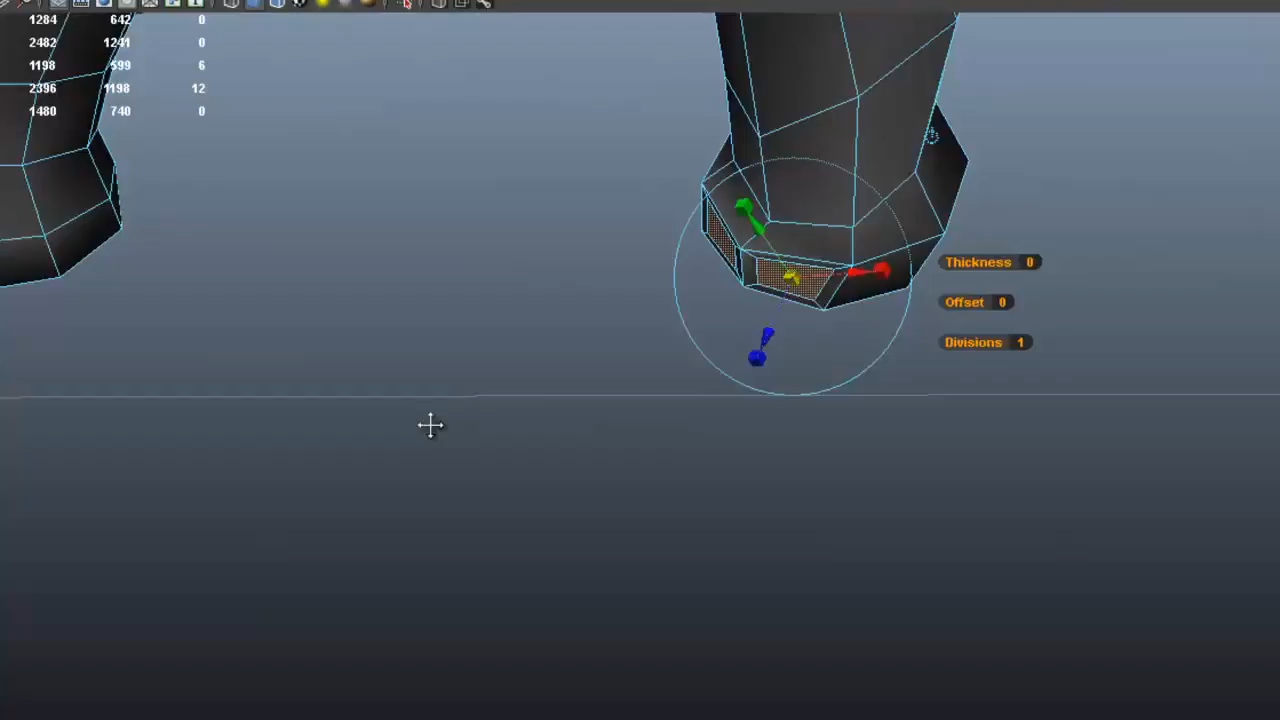 1284 642 0
2482 1241 0
1198 599 6
2396 1198 12
1480 740 0
Thickness 0
Offset 0
Divisions 1